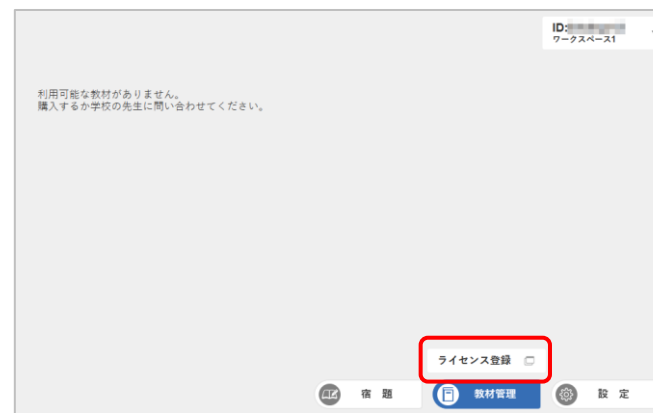 ID:
ワークスペース1
利用可能な教材がありません。
購入するか学校の先生に問い合わせてください。
ライセンス登録
宿 題
教材管理
設 定